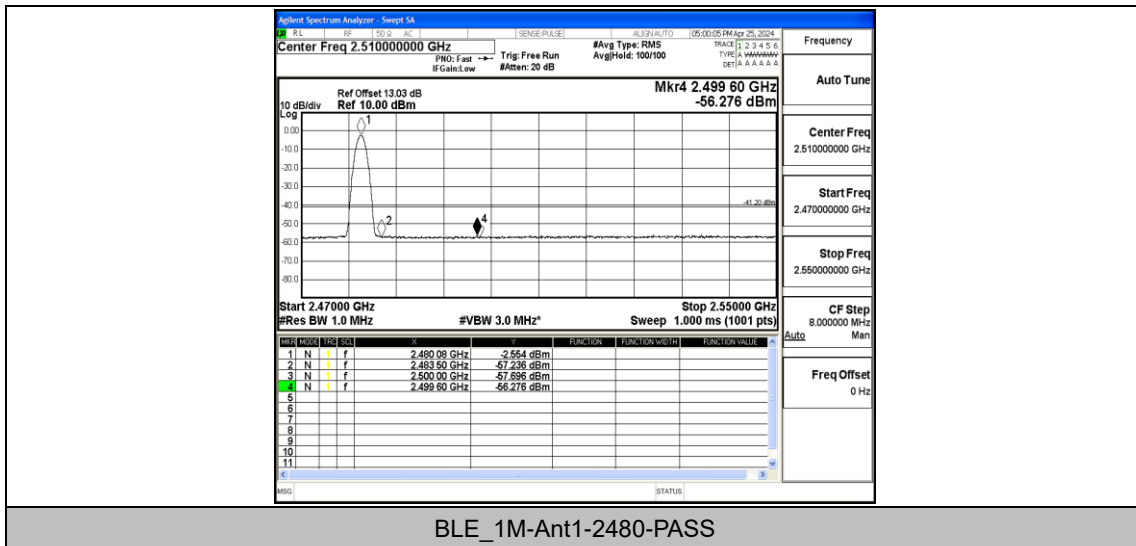 Agilent Spectrum Analyzer - Swept SA
RL RF 50 Ω AC SENSE:PULSE ALIGN AUTO 05:00:05 PM Apr 25, 2024
Center Freq 2.510000000 GHz
PNO: Fast
IFGain:Low
Trig: Free Run
#Atten: 20 dB
#Avg Type: RMS
Avg|Hold: 100/100
TRACE 1 2 3 4 5 6
TYPE A WWWWW
DET A A A A A A
Frequency
Auto Tune
Center Freq
2.510000000 GHz
Start Freq
2.470000000 GHz
Stop Freq
2.550000000 GHz
CF Step
8.000000 MHz
Auto Man
Freq Offset
0 Hz
Mkr4 2.499 60 GHz
-56.276 dBm
Ref Offset 13.03 dB
10 dB/div Ref 10.00 dBm
Log
0.00
-10.0
-20.0
-30.0
-40.0
-50.0
-60.0
-70.0
-80.0
1
2
4
-41.20 dBm
Start 2.47000 GHz Stop 2.55000 GHz
#Res BW 1.0 MHz #VBW 3.0 MHz* Sweep 1.000 ms (1001 pts)
MKR MODE TRC SCL X Y FUNCTION FUNCTION WIDTH FUNCTION VALUE
1 N 1 f 2.480 08 GHz -2.554 dBm
2 N 1 f 2.483 50 GHz -57.236 dBm
3 N 1 f 2.500 00 GHz -57.696 dBm
4 N 1 f 2.499 60 GHz -56.276 dBm
5
6
7
8
9
10
11
MSG STATUS
BLE_1M-Ant1-2480-PASS